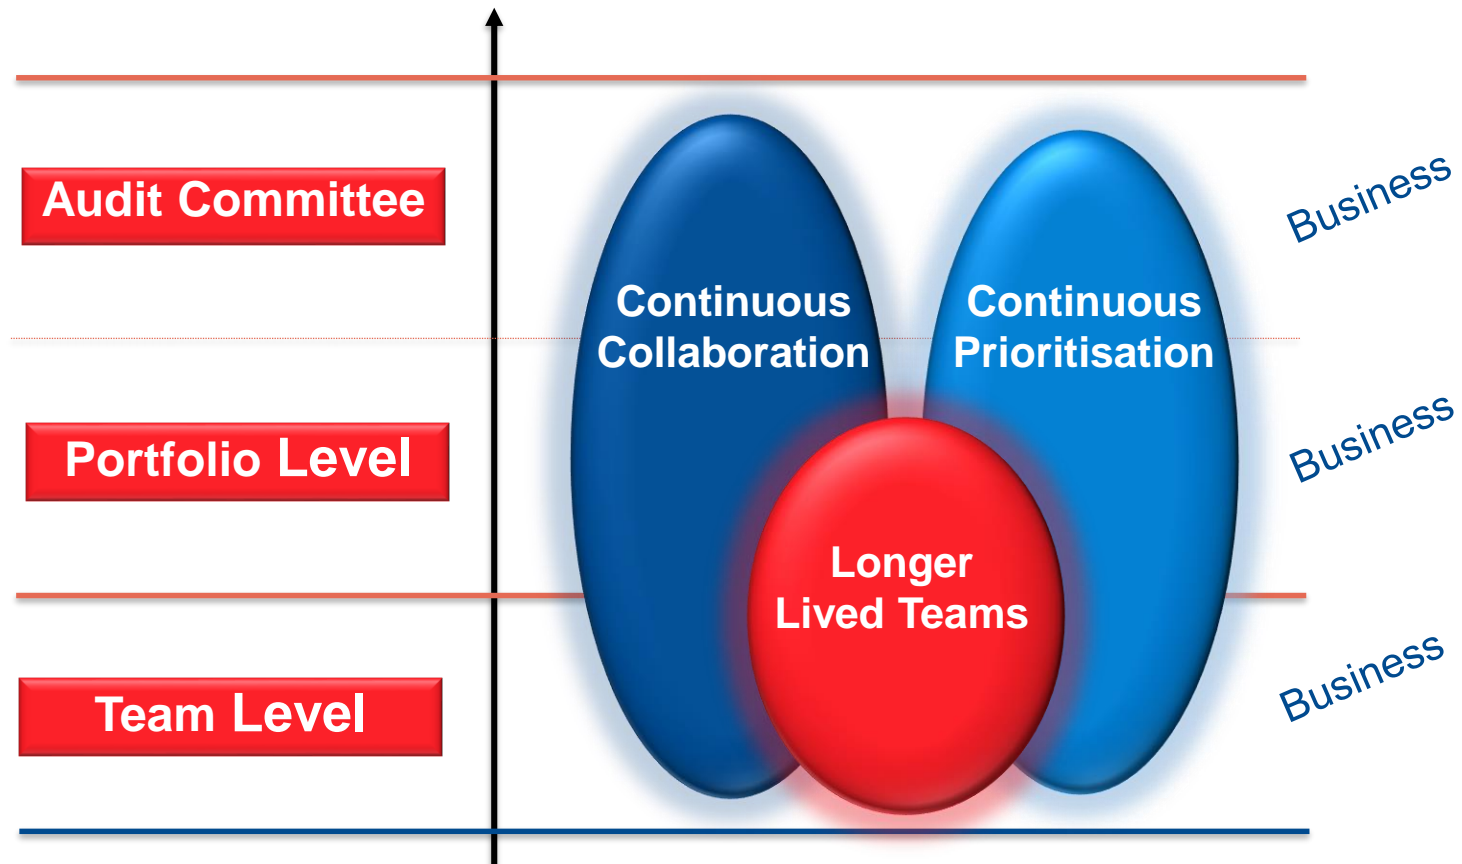 Audit Committee
Business
Continuous
Collaboration
Continuous
Prioritisation
Portfolio Level
Business
Longer
Lived Teams
Team Level
Business